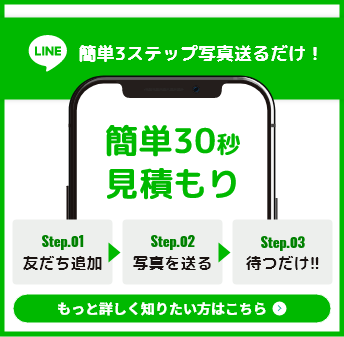 LINE
簡単3ステップ写真送るだけ！
簡単30秒
見積もり
Step.01
友だち追加
Step.02
写真を送る
Step.03
待つだけ!!
もっと詳しく知りたい方はこちら